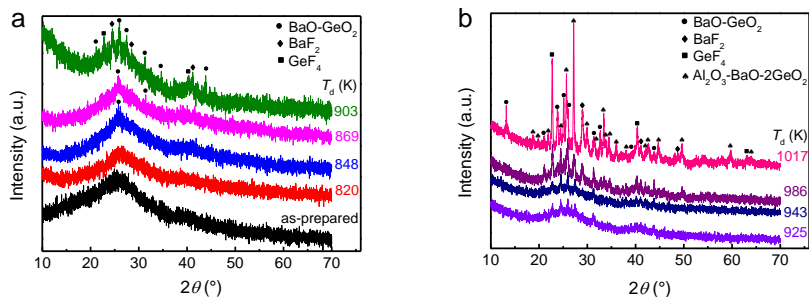 a
BaO-GeO₂
BaF₂
GeF₄
T_d (K)
903
869
848
820
as-prepared
Intensity (a.u.)
10 20 30 40 50 60 70
2θ (°)
b
BaO-GeO₂
BaF₂
GeF₄
Al₂O₃-BaO-2GeO₂
T_d (K)
1017
986
943
925
Intensity (a.u.)
10 20 30 40 50 60 70
2θ (°)